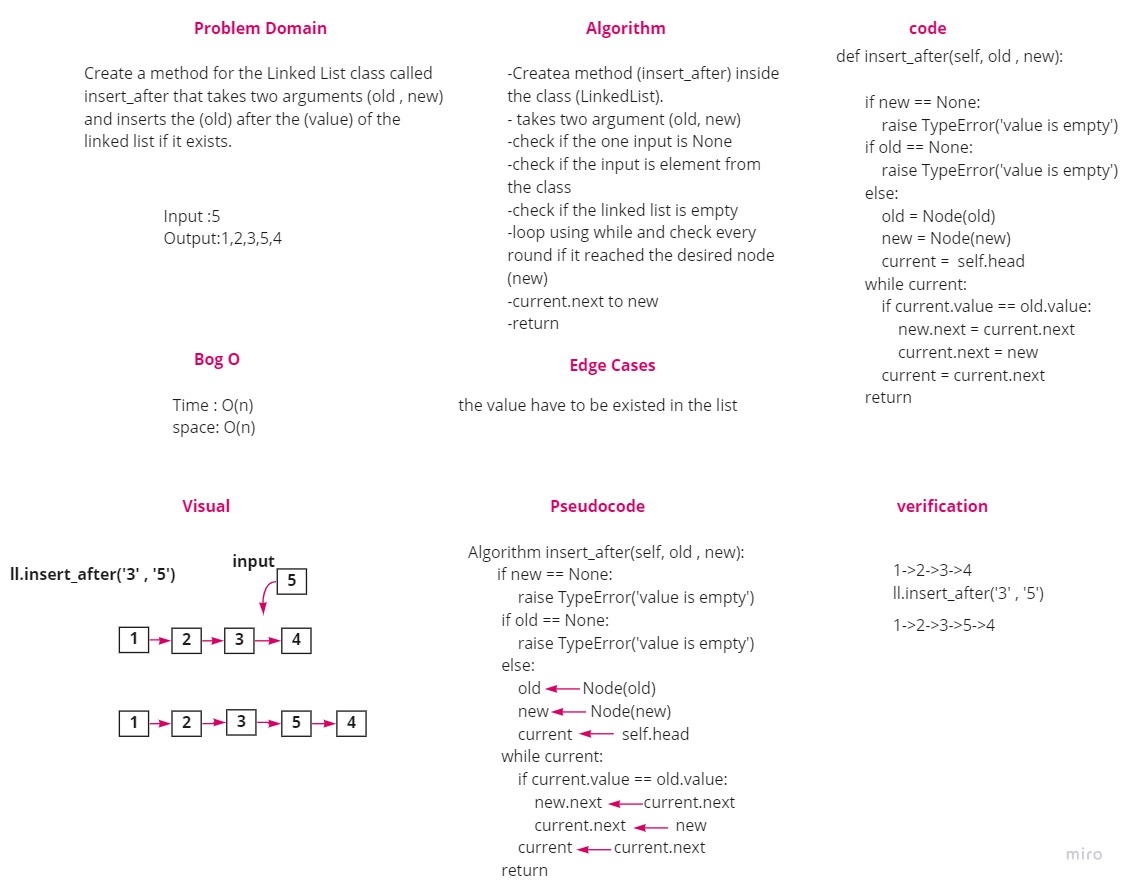 Problem Domain
Create a method for the Linked List class called
insert_after that takes two arguments (old , new)
and inserts the (old) after the (value) of the
linked list if it exists.
Input :5
Output:1,2,3,5,4
Algorithm
-Createa method (insert_after) inside
the class (LinkedList).
- takes two argument (old, new)
-check if the one input is None
-check if the input is element from
the class
-check if the linked list is empty
-loop using while and check every
round if it reached the desired node
(new)
-current.next to new
-return
code
def insert_after(self, old , new):
if new == None:
raise TypeError('value is empty')
if old == None:
raise TypeError('value is empty')
else:
old = Node(old)
new = Node(new)
current =  self.head
while current:
if current.value == old.value:
new.next = current.next
current.next = new
current = current.next
return
Bog O
Time : O(n)
space: O(n)
Edge Cases
the value have to be existed in the list
Visual
ll.insert_after('3' , '5')
input
5
1 2 3 4
1 2 3 5 4
Pseudocode
Algorithm insert_after(self, old , new):
if new == None:
raise TypeError('value is empty')
if old == None:
raise TypeError('value is empty')
else:
old Node(old)
new Node(new)
current self.head
while current:
if current.value == old.value:
new.next current.next
current.next new
current current.next
return
verification
1->2->3->4
ll.insert_after('3' , '5')
1->2->3->5->4
miro